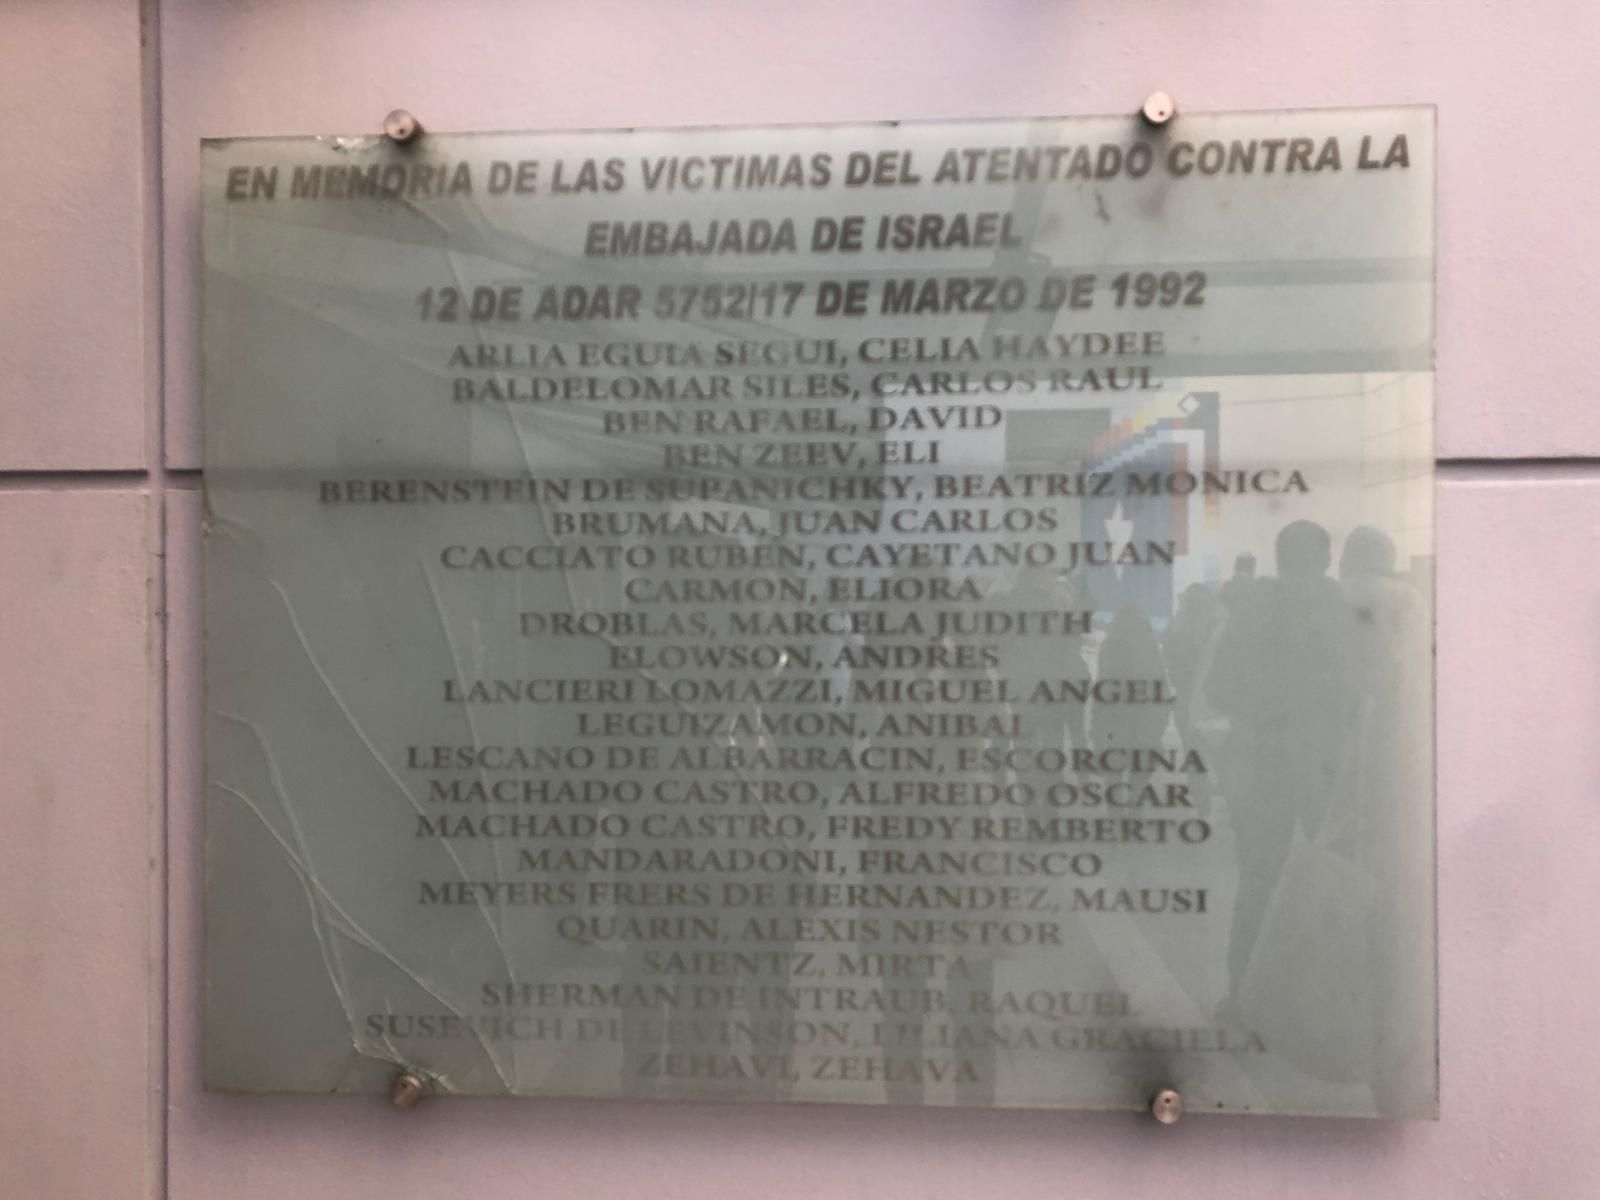 EN MEMORIA DE LAS VICTIMAS DEL ATENTADO CONTRA LA
EMBAJADA DE ISRAEL
12 DE ADAR 5752/17 DE MARZO DE 1992
ARLIA EGUIA SEGUI, CELIA HAYDEE
BALDELOMAR SILES, CARLOS RAUL
BEN RAFAEL, DAVID
BEN ZEEV, ELI
BERENSTEIN DE SUPANICHKY, BEATRIZ MONICA
BRUMANA, JUAN CARLOS
CACCIATO RUBEN, CAYETANO JUAN
CARMON, ELIORA
DROBLAS, MARCELA JUDITH
ELOWSON, ANDRES
LANCIERI LOMAZZI, MIGUEL ANGEL
LEGUIZAMON, ANIBAL
LESCANO DE ALBARRACIN, ESCORCINA
MACHADO CASTRO, ALFREDO OSCAR
MACHADO CASTRO, FREDY REMBERTO
MANDARADONI, FRANCISCO
MEYERS FRERS DE HERNANDEZ, MAUSI
QUARIN, ALEXIS NESTOR
SAIENTZ, MIRTA
SHERMAN DE INTRAUB, RAQUEL
SUSEVICH DE LEVINSON, LILIANA GRACIELA
ZEHAVI, ZEHAVA